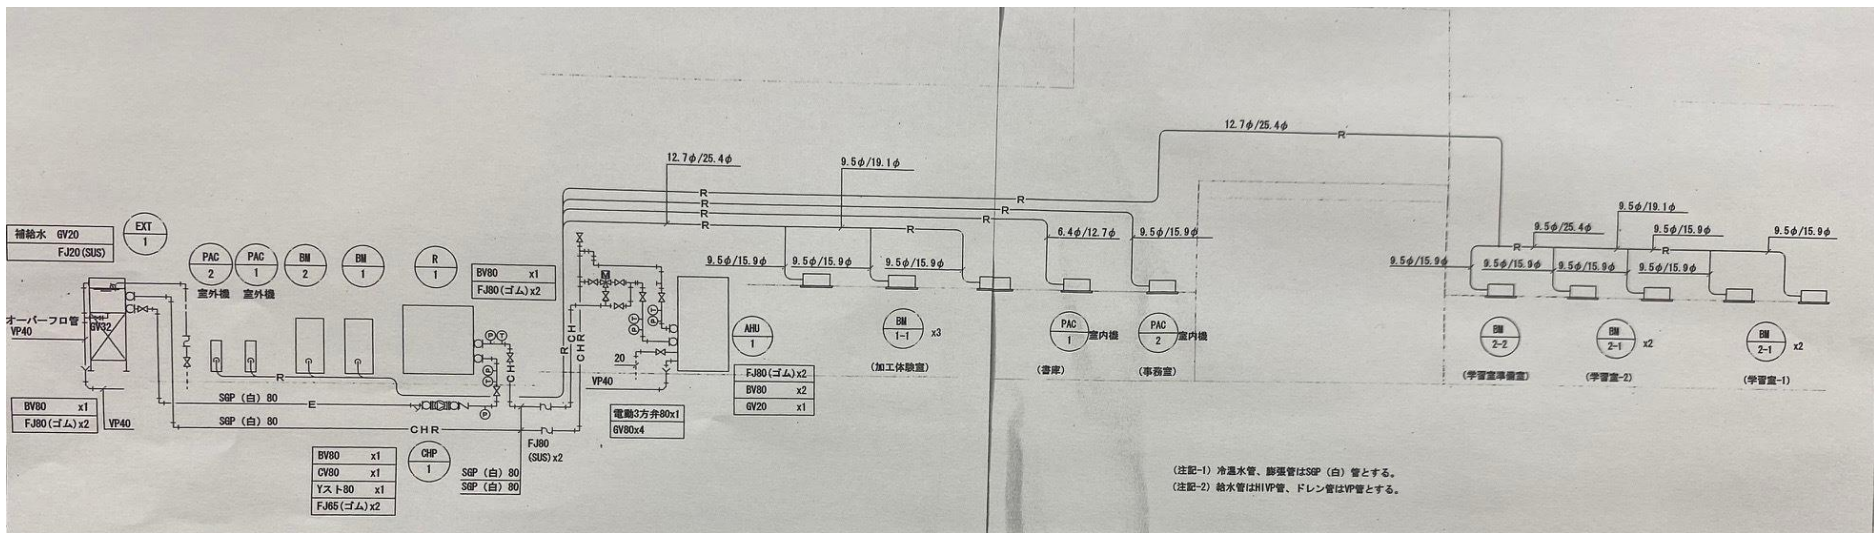 補給水 GV20
FJ20(SUS)
EXT
1
PAC
2
室外機
PAC
1
室外機
BM
2
BM
1
R
1
BV80 x1
FJ80(ゴム)x2
オーバーフロ管
VP40
GV32
BV80 x1
FJ80(ゴム)x2
VP40
SGP (白) 80
E
SGP (白) 80
CHR
R
P
T
P
T
P
CH
BV80 x1
CV80 x1
Yスト80 x1
FJ65(ゴム)x2
CHP
1
SGP (白) 80
SGP (白) 80
FJ80
(SUS)x2
R
CH
CHR
M
P
T
P
T
20
VP40
電動3方弁80x1
GV80x4
AHU
1
FJ80(ゴム)x2
BV80 x2
GV20 x1
12.7φ/25.4φ
9.5φ/19.1φ
R
R
R
R
R
R
R
R
9.5φ/15.9φ
9.5φ/15.9φ
9.5φ/15.9φ
6.4φ/12.7φ
9.5φ/15.9φ
BM
1-1
x3
(加工体験室)
PAC
1
室内機
(書庫)
PAC
2
室内機
(事務室)
12.7φ/25.4φ
R
9.5φ/19.1φ
9.5φ/25.4φ
9.5φ/15.9φ
9.5φ/15.9φ
R
9.5φ/15.9φ
9.5φ/15.9φ
9.5φ/15.9φ
9.5φ/15.9φ
BM
2-2
(学習室準備室)
BM
2-1
x2
(学習室-2)
BM
2-1
x2
(学習室-1)
(注記-1) 冷温水管、膨張管はSGP (白) 管とする。
(注記-2) 給水管はHIVP管、ドレン管はVP管とする。